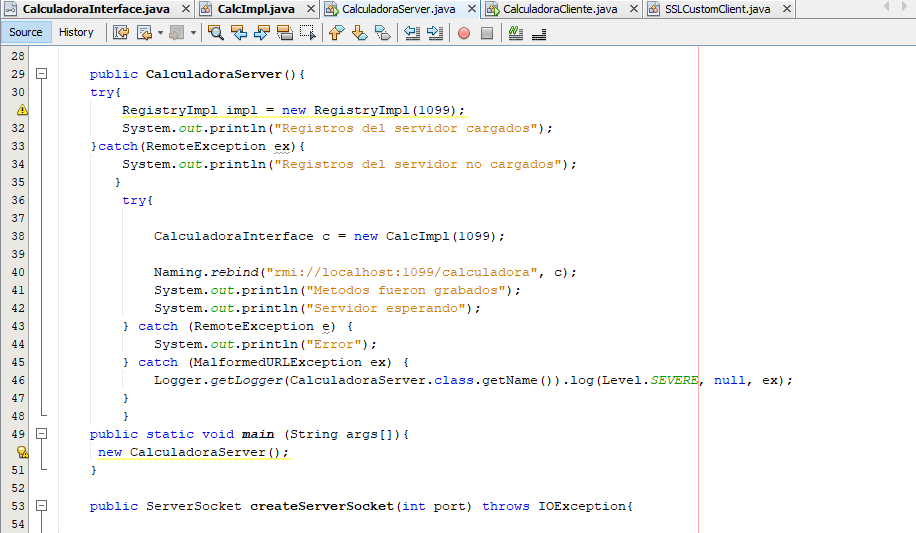 CalculadoraInterface.java CalcImpl.java CalculadoraServer.java CalculadoraCliente.java SSLCustomClient.java
Source History
28
29 public CalculadoraServer(){
30 try{
RegistryImpl impl = new RegistryImpl(1099);
32 System.out.println("Registros del servidor cargados");
33 }catch(RemoteException ex){
34 System.out.println("Registros del servidor no cargados");
35 }
36 try{
37
38 CalculadoraInterface c = new CalcImpl(1099);
39
40 Naming.rebind("rmi://localhost:1099/calculadora", c);
41 System.out.println("Metodos fueron grabados");
42 System.out.println("Servidor esperando");
43 } catch (RemoteException e) {
44 System.out.println("Error");
45 } catch (MalformedURLException ex) {
46 Logger.getLogger(CalculadoraServer.class.getName()).log(Level.SEVERE, null, ex);
47 }
48 }
49 public static void main (String args[]){
new CalculadoraServer();
51 }
52
53 public ServerSocket createServerSocket(int port) throws IOException{
54